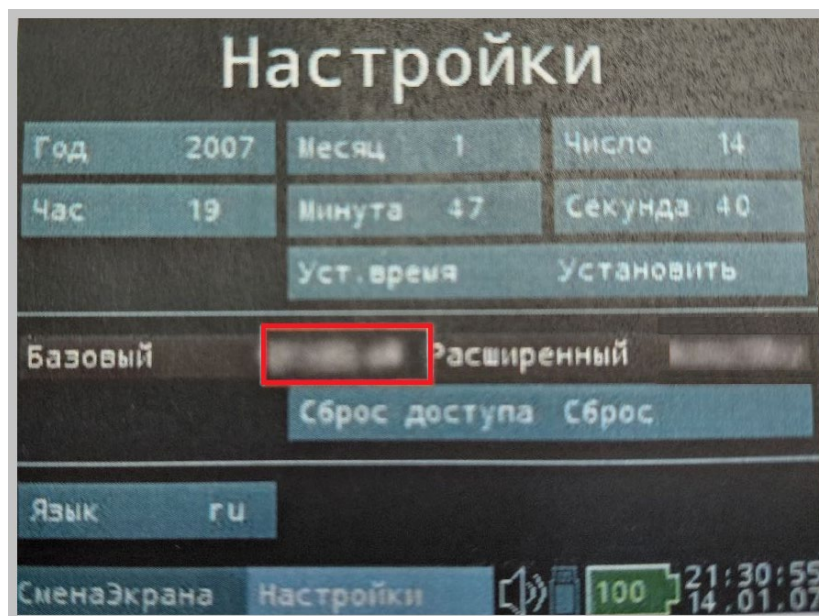 Настройки
Год 2007 Месяц 1 Число 14
Час 19 Минута 47 Секунда 40
Уст.время Установить
Базовый Расширенный
Сброс доступа Сброс
Язык ru
СменаЭкрана Настройки 100 21:30:55
14.01.07